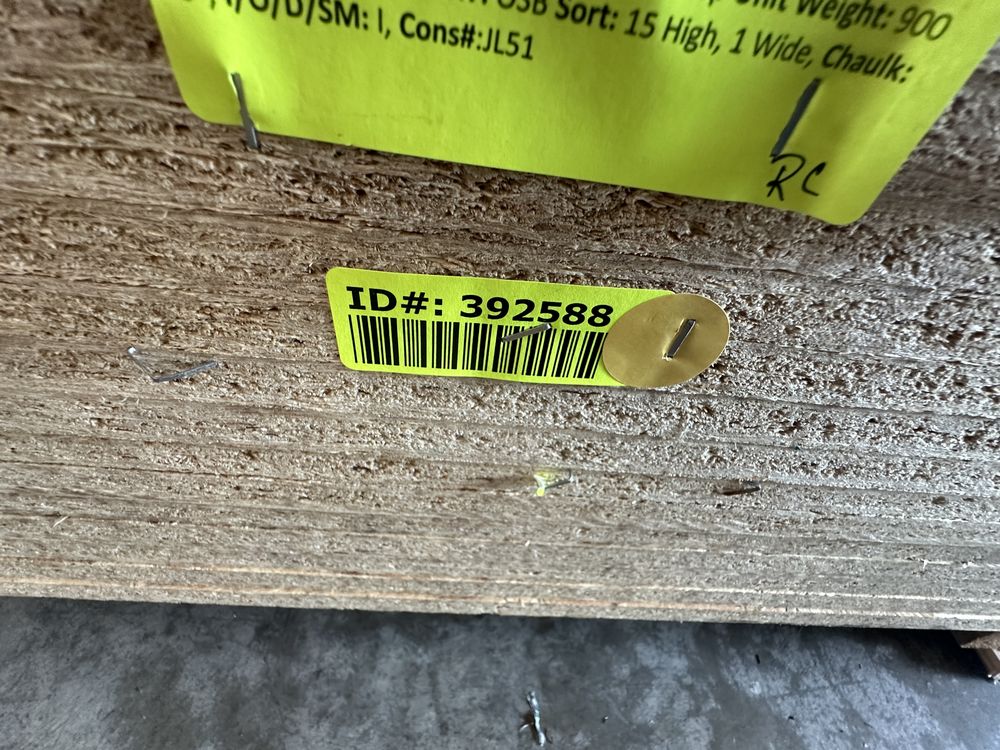 Unit Weight: 900
OSB Sort: 15 High, 1 Wide, Chaulk:
/G/D/SM: I, Cons#:JL51
RC
ID#: 392588